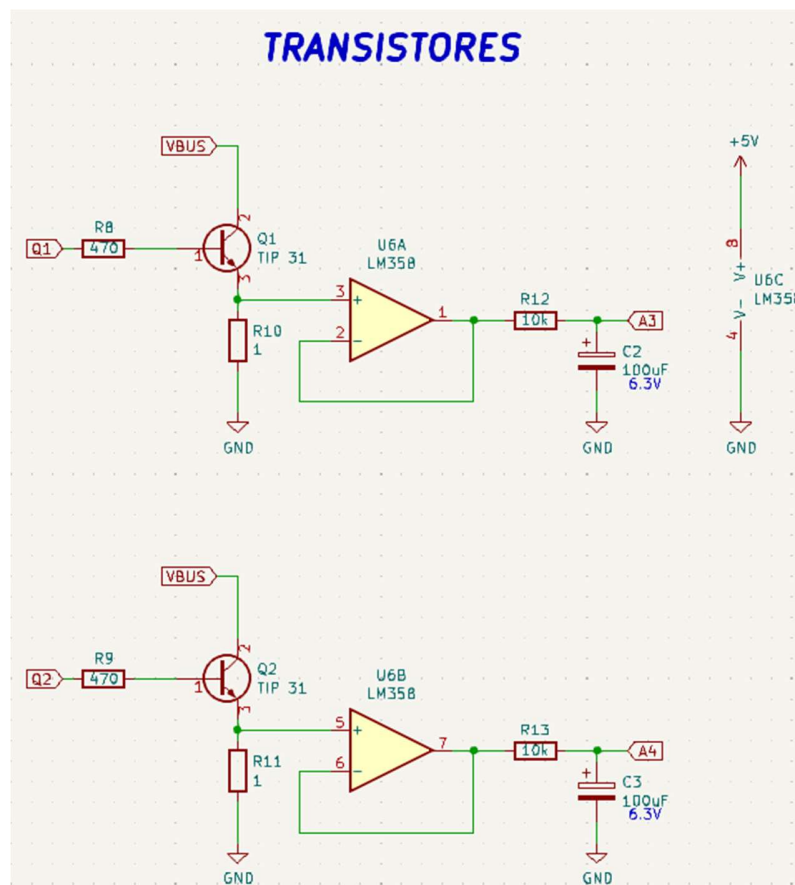 TRANSISTORES
VBUS
+5V
R8
Q1
470
1
2
3
Q1
TIP 31
U6A
LM358
3
+
2
-
1
R12
10k
A3
R10
1
+
C2
100uF
6.3V
GND
GND
8
V+
U6C
V-
4
GND
VBUS
R9
Q2
470
1
2
3
Q2
TIP 31
U6B
LM358
5
+
6
-
7
R13
10k
A4
R11
1
+
C3
100uF
6.3V
GND
GND